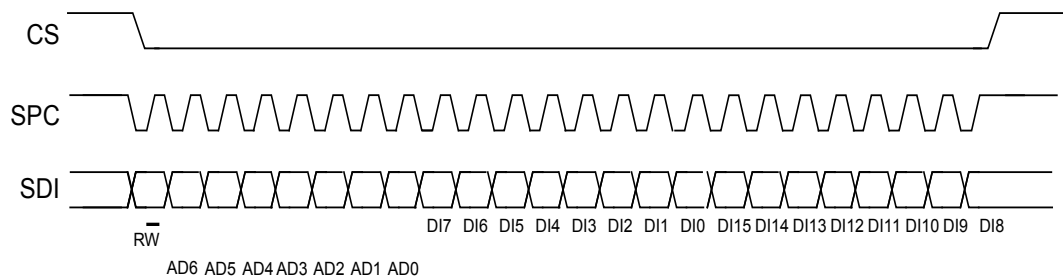 CS
SPC
SDI
DI7 DI6 DI5 DI4 DI3 DI2 DI1 DI0 DI15 DI14 DI13 DI12 DI11 DI10 DI9 DI8
RW
AD6 AD5 AD4 AD3 AD2 AD1 AD0